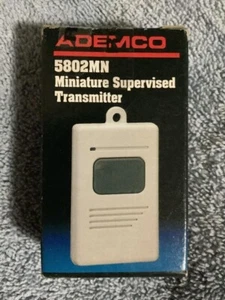 ADEMCO
5802MN
Miniature Supervised
Transmitter